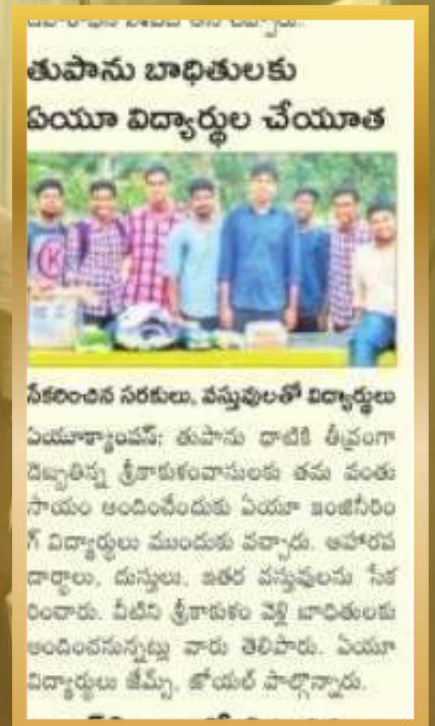 తుపాను బాధితులకు
ఏయూ విద్యార్థుల చేయూత
సేకరించిన సరకులు, వస్తువులతో విద్యార్థులు
ఏయూక్యాంపస్: తుపాను ధాటికి తీవ్రంగా
దెబ్బతిన్న శ్రీకాకుళంవాసులకు తమ వంతు
సాయం అందించేందుకు ఏయూ ఇంజినీరిం
గ్ విద్యార్థులు ముందుకు వచ్చారు. ఆహారప
దార్థాలు, దుస్తులు, ఇతర వస్తువులను సేక
రించారు. వీటిని శ్రీకాకుళం వెళ్లి బాధితులకు
అందించనున్నట్లు వారు తెలిపారు. ఏయూ
విద్యార్థులు జేమ్స్, జోయల్ పాల్గొన్నారు.